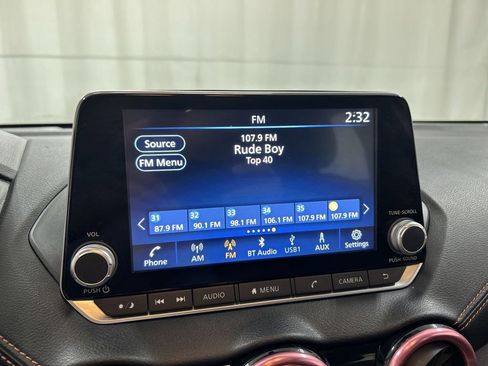 FM 2:32
Source
107.9 FM
FM Menu
Rude Boy
Top 40
31 32 33 34 35
87.9 FM 90.1 FM 98.1 FM 106.1 FM 107.9 FM 107.9 FM
Phone AM FM BT Audio USB1 AUX Settings
VOL
PUSH
TUNE·SCROLL
PUSH SOUND
AUDIO MENU CAMERA